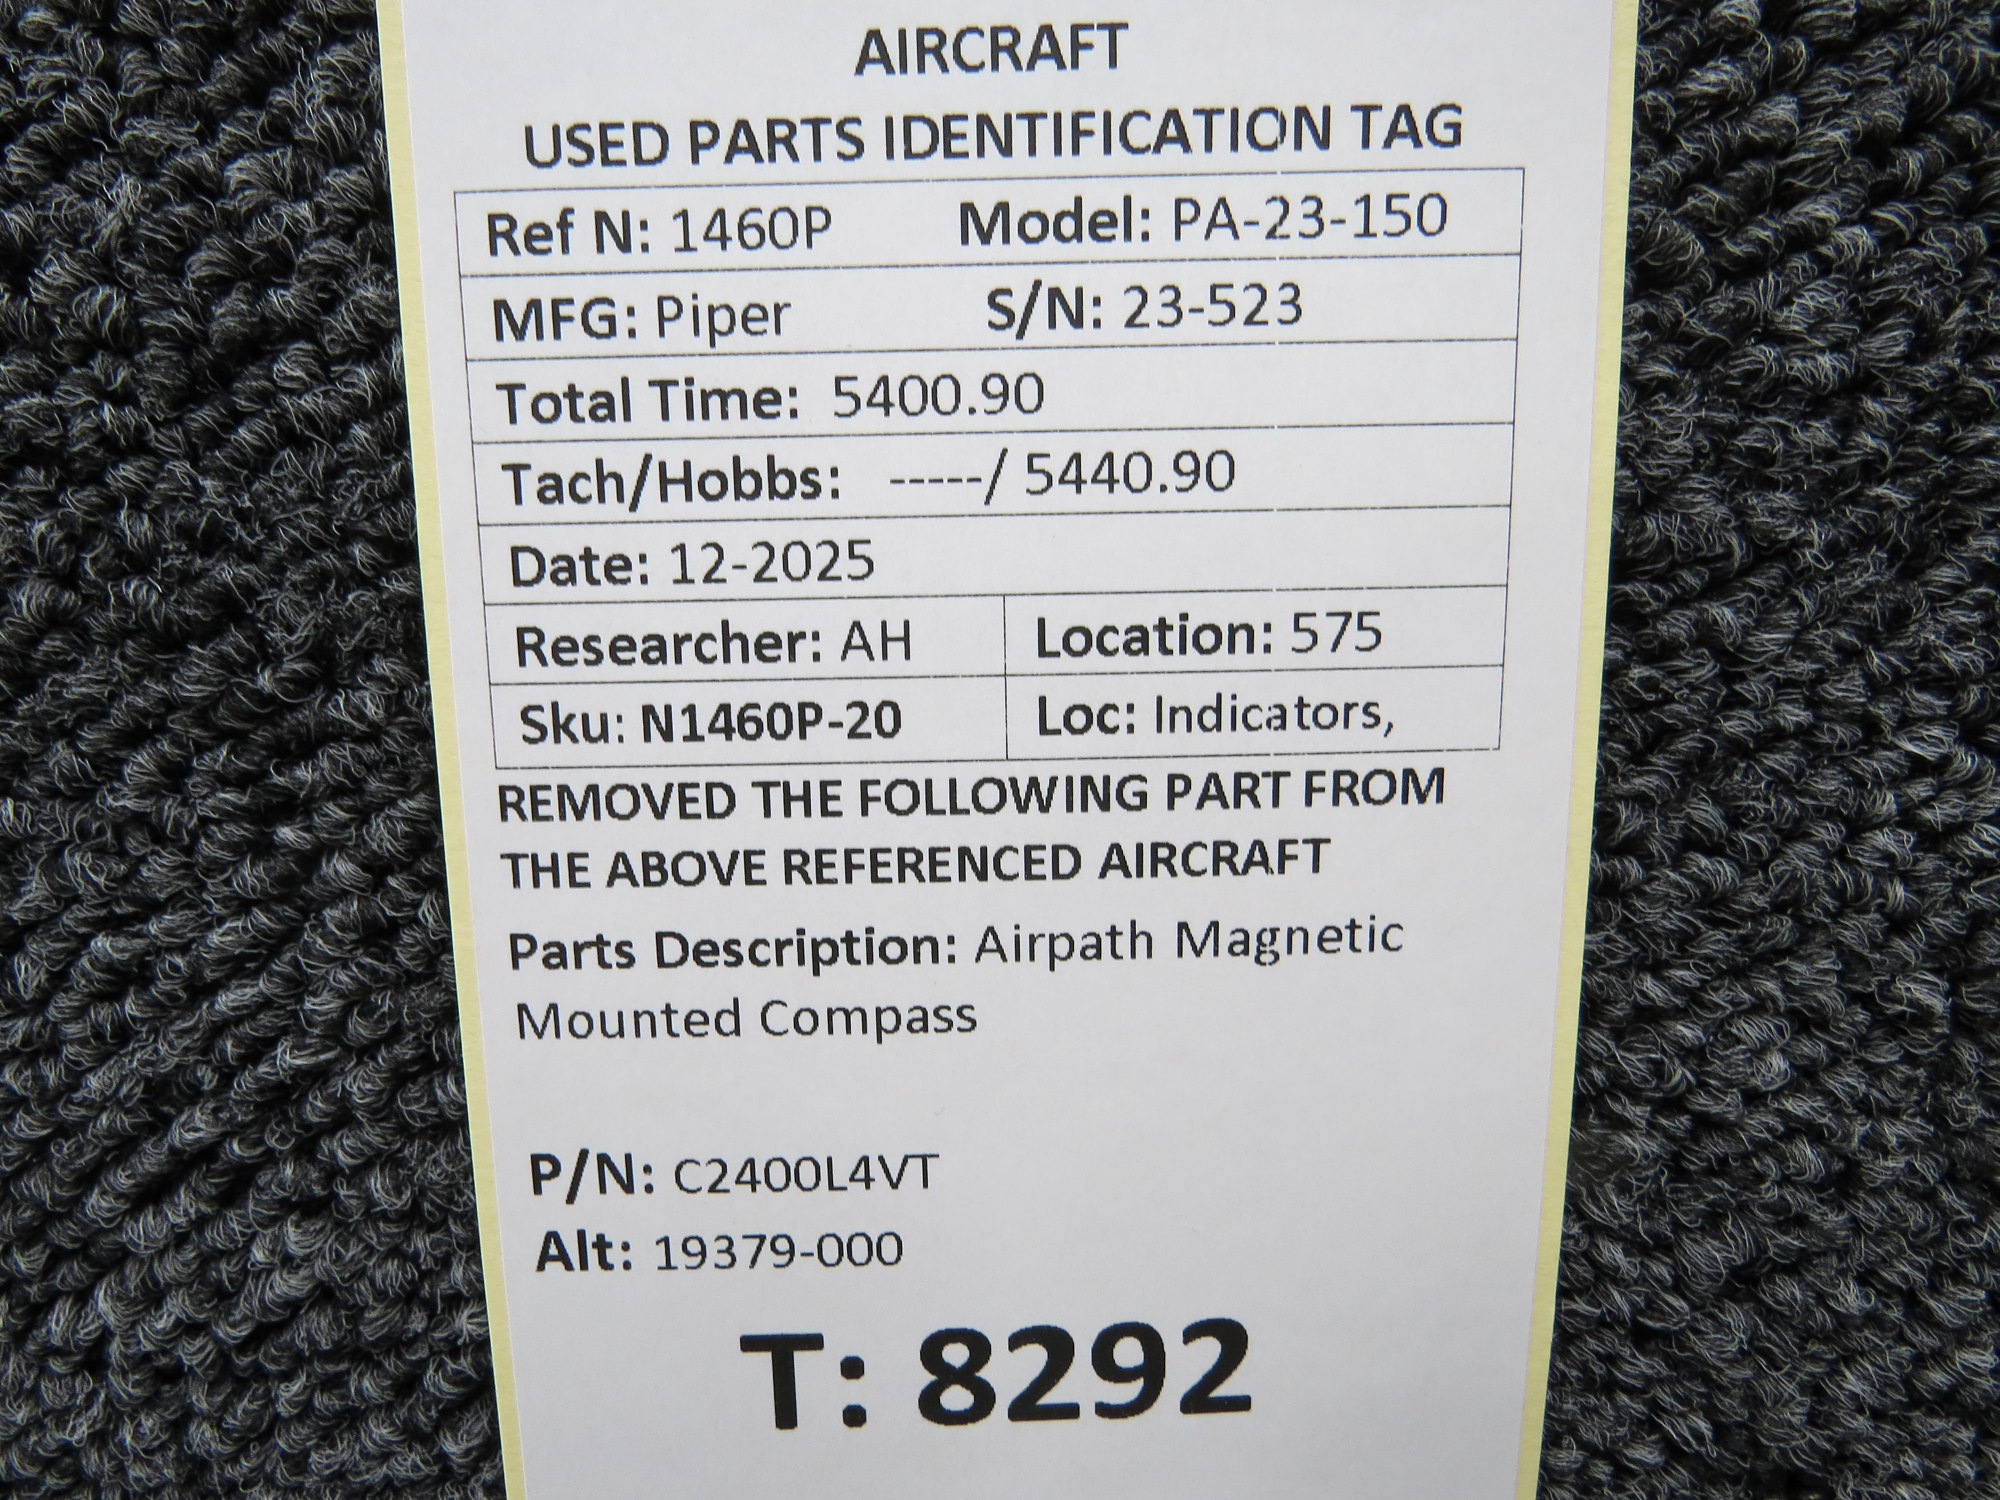 AIRCRAFT
USED PARTS IDENTIFICATION TAG
Ref N: 1460P Model: PA-23-150
MFG: Piper S/N: 23-523
Total Time: 5400.90
Tach/Hobbs: -----/ 5440.90
Date: 12-2025
Researcher: AH Location: 575
Sku: N1460P-20 Loc: Indicators,
REMOVED THE FOLLOWING PART FROM
THE ABOVE REFERENCED AIRCRAFT
Parts Description: Airpath Magnetic
Mounted Compass
P/N: C2400L4VT
Alt: 19379-000
T: 8292